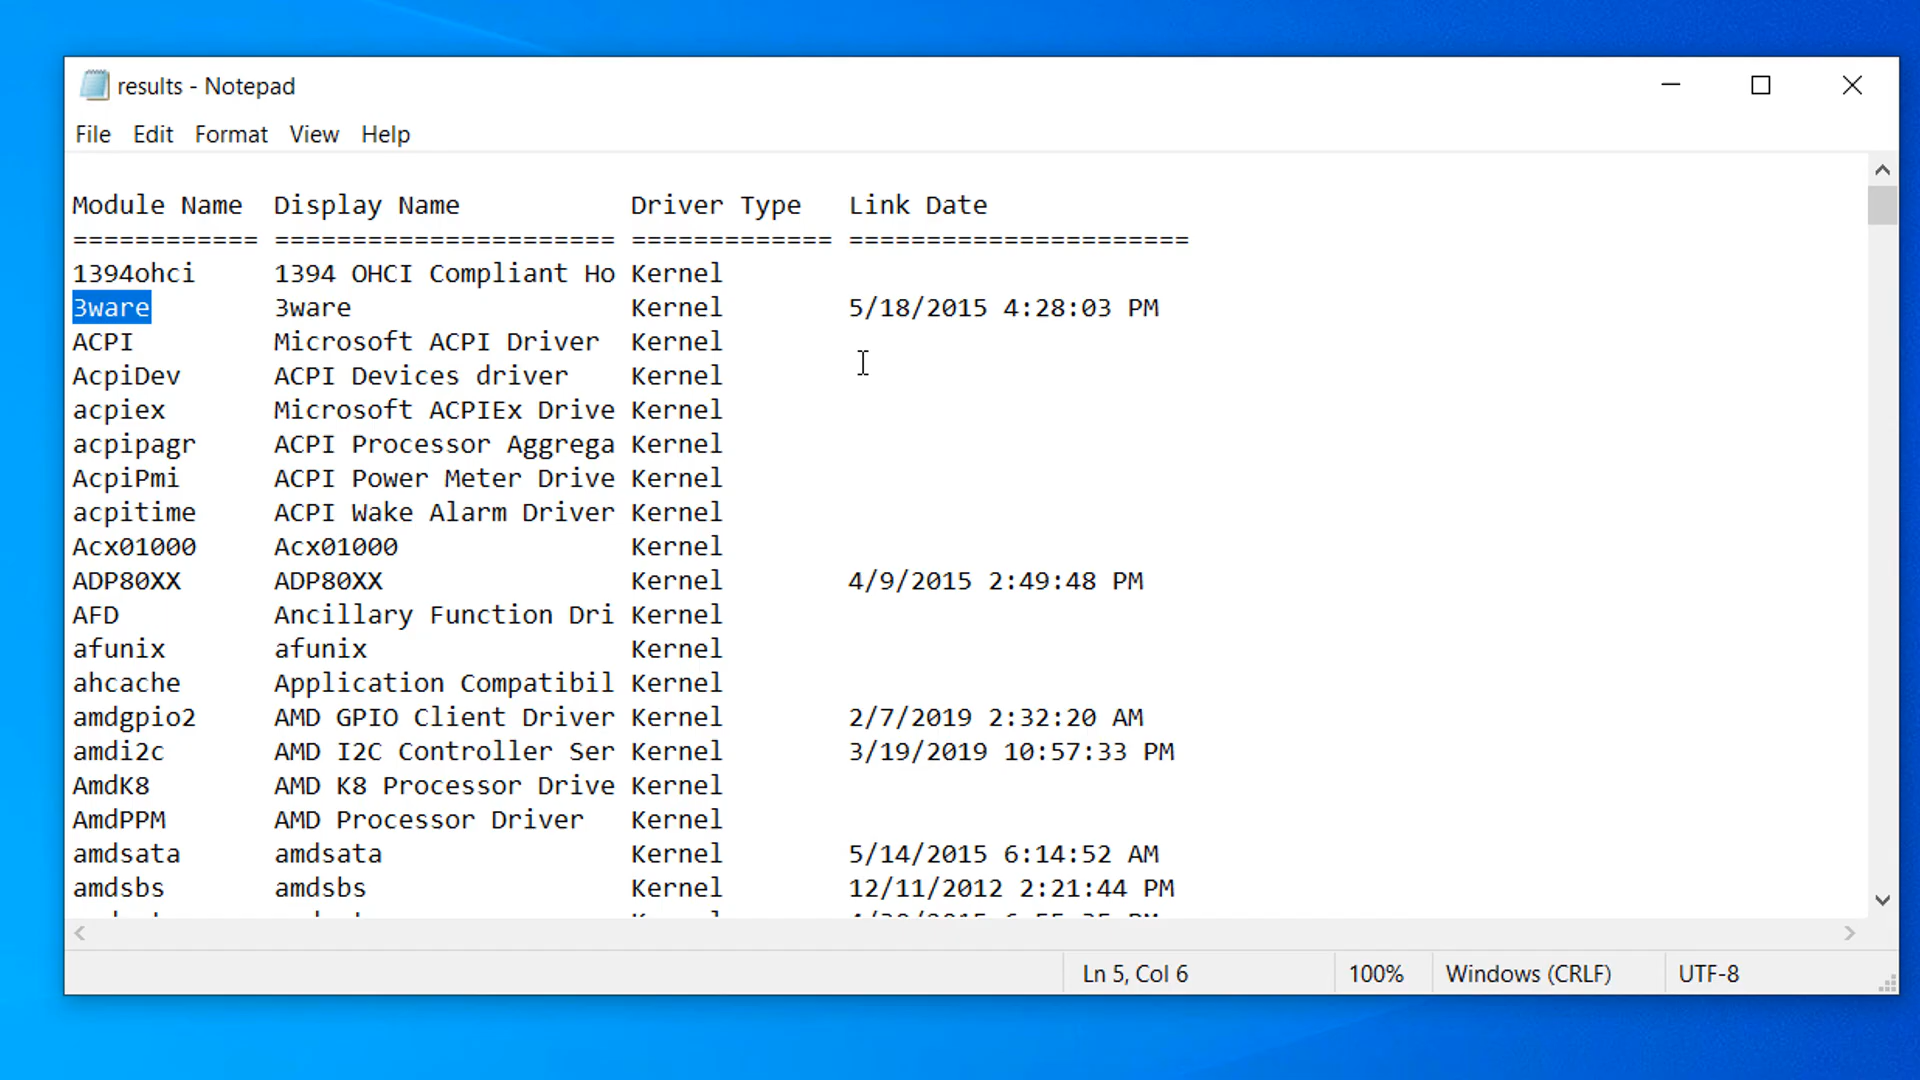 results - Notepad
File Edit Format View Help
Module Name  Display Name           Driver Type   Link Date
============ ====================== ============= ======================
1394ohci     1394 OHCI Compliant Ho Kernel
3ware        3ware                  Kernel        5/18/2015 4:28:03 PM
ACPI         Microsoft ACPI Driver  Kernel
AcpiDev      ACPI Devices driver    Kernel
acpiex       Microsoft ACPIEx Drive Kernel
acpipagr     ACPI Processor Aggrega Kernel
AcpiPmi      ACPI Power Meter Drive Kernel
acpitime     ACPI Wake Alarm Driver Kernel
Acx01000     Acx01000               Kernel
ADP80XX      ADP80XX                Kernel        4/9/2015 2:49:48 PM
AFD          Ancillary Function Dri Kernel
afunix       afunix                 Kernel
ahcache      Application Compatibil Kernel
amdgpio2     AMD GPIO Client Driver Kernel        2/7/2019 2:32:20 AM
amdi2c       AMD I2C Controller Ser Kernel        3/19/2019 10:57:33 PM
AmdK8        AMD K8 Processor Drive Kernel
AmdPPM       AMD Processor Driver   Kernel
amdsata      amdsata                Kernel        5/14/2015 6:14:52 AM
amdsbs       amdsbs                 Kernel        12/11/2012 2:21:44 PM
Ln 5, Col 6 100% Windows (CRLF) UTF-8